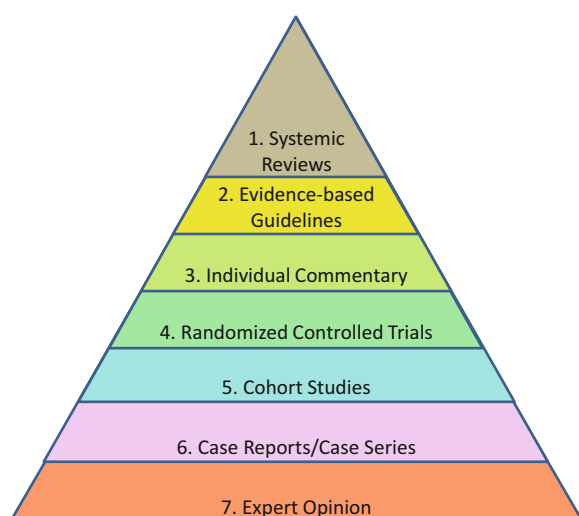 1. Systemic
Reviews
2. Evidence-based
Guidelines
3. Individual Commentary
4. Randomized Controlled Trials
5. Cohort Studies
6. Case Reports/Case Series
7. Expert Opinion